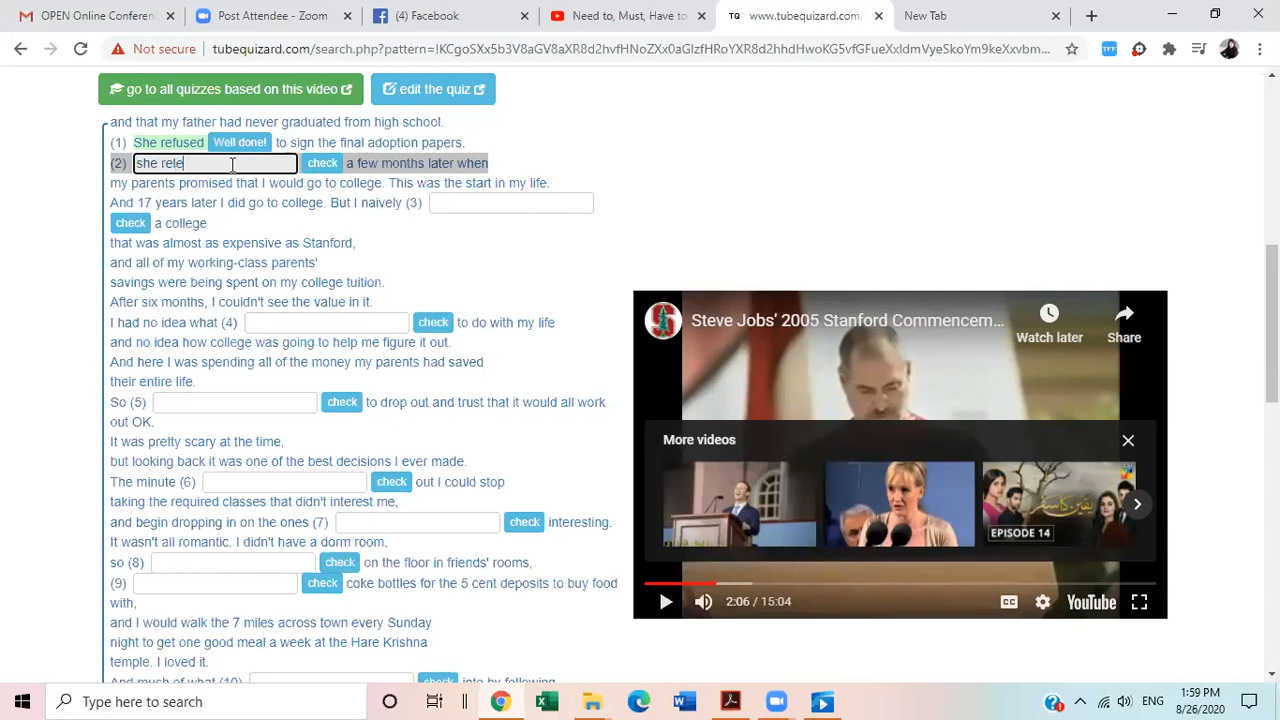 OPEN Online Conferenc
Post Attendee - Zoom
(4) Facebook
Need to, Must, Have to
TQ www.tubequizard.com/search
New Tab
Not secure tubequizard.com/search.php?pattern=!KCgoSXx5b3V8aGV8aXR8d2hvfHNoZXx0aGlzfHRoYXR8d2hhdHwoKG5vfGFueXxldmVyeSkoYm9keXxvbm...
go to all quizzes based on this video
edit the quiz
and that my father had never graduated from high school.
(1) She refused Well done! to sign the final adoption papers.
(2) she rele check a few months later when
my parents promised that I would go to college. This was the start in my life.
And 17 years later I did go to college. But I naively (3)
check a college
that was almost as expensive as Stanford,
and all of my working-class parents'
savings were being spent on my college tuition.
After six months, I couldn't see the value in it.
I had no idea what (4) check to do with my life
and no idea how college was going to help me figure it out.
And here I was spending all of the money my parents had saved
their entire life.
So (5) check to drop out and trust that it would all work
out OK.
It was pretty scary at the time,
but looking back it was one of the best decisions I ever made.
The minute (6) check out I could stop
taking the required classes that didn't interest me,
and begin dropping in on the ones (7) check interesting.
It wasn't all romantic. I didn't have a dorm room,
so (8) check on the floor in friends' rooms,
(9) check coke bottles for the 5 cent deposits to buy food
with,
and I would walk the 7 miles across town every Sunday
night to get one good meal a week at the Hare Krishna
temple. I loved it.
And much of what (10) check into by following
Steve Jobs' 2005 Stanford Commencem...
Watch later
Share
More videos
EPISODE 14
2:06 / 15:04
CC
YouTube
Type here to search
ENG
1:59 PM
8/26/2020